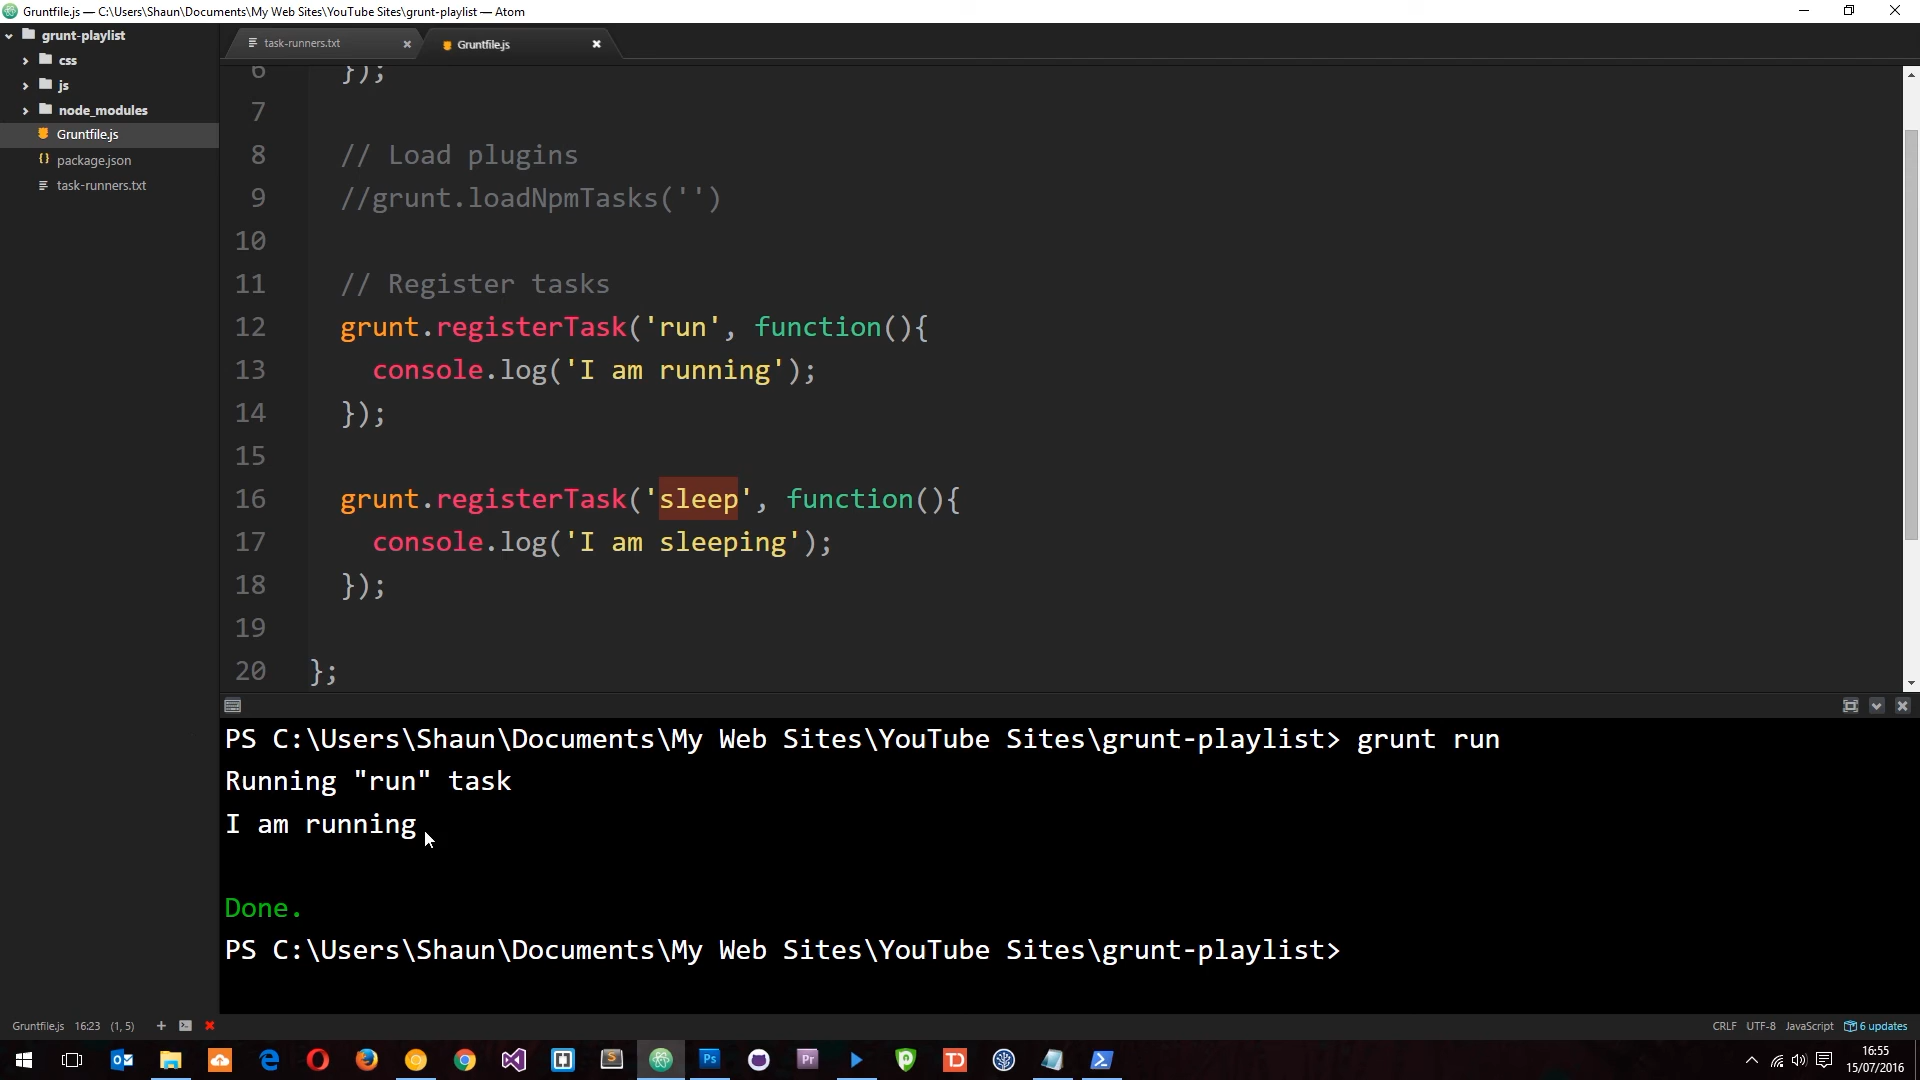 Gruntfile.js — C:\Users\Shaun\Documents\My Web Sites\YouTube Sites\grunt-playlist — Atom
grunt-playlist
css
js
node_modules
Gruntfile.js
package.json
task-runners.txt
task-runners.txt
Gruntfile.js
6 });
7
8 // Load plugins
9 //grunt.loadNpmTasks('')
10
11 // Register tasks
12 grunt.registerTask('run', function(){
13 console.log('I am running');
14 });
15
16 grunt.registerTask('sleep', function(){
17 console.log('I am sleeping');
18 });
19
20 };
PS C:\Users\Shaun\Documents\My Web Sites\YouTube Sites\grunt-playlist> grunt run
Running "run" task
I am running
Done.
PS C:\Users\Shaun\Documents\My Web Sites\YouTube Sites\grunt-playlist>
Gruntfile.js 16:23 (1, 5)
CRLF UTF-8 JavaScript 6 updates
Ps
Pr
TD
16:55
15/07/2016